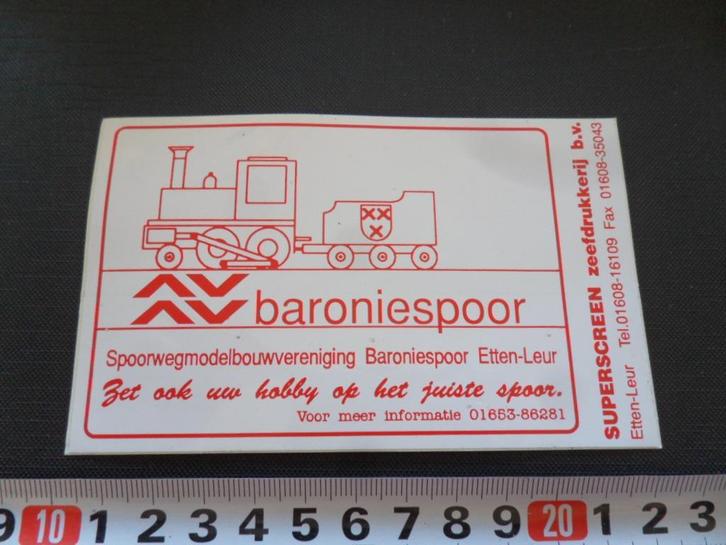 baroniespoor
Spoorwegmodelbouwvereniging Baroniespoor Etten-Leur
Zet ook uw hobby op het juiste spoor.
Voor meer informatie 01653-86281
SUPERSCREEN zeefdrukkerij b.v.
Etten-Leur Tel.01608-16109 Fax 01608-35043
9 10 1 2 3 4 5 6 7 8 9 20 1 2 3